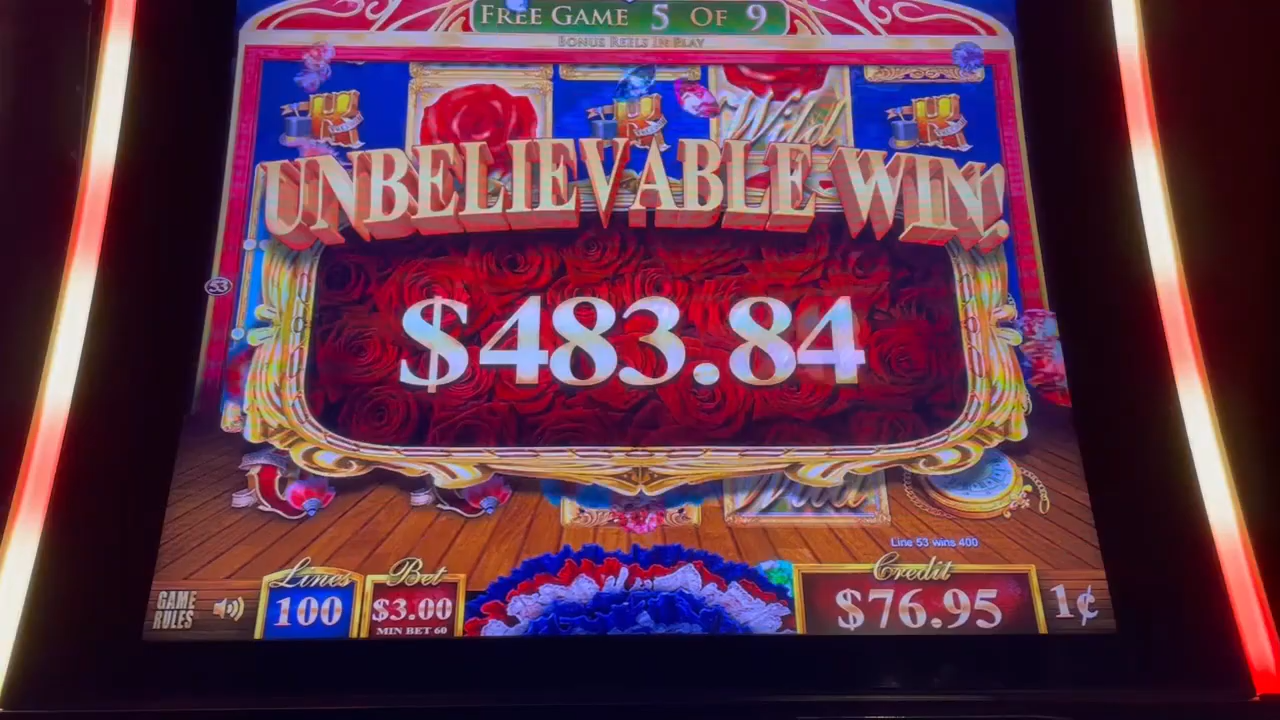 FREE GAME 5 OF 9
BONUS REELS IN PLAY
Wild
UNBELIEVABLE WIN!
53
$483.84
Wild
Line 53 wins 400
Lines
100
Bet
$3.00
MIN BET 60
Credit
$76.95
1¢
GAME
RULES